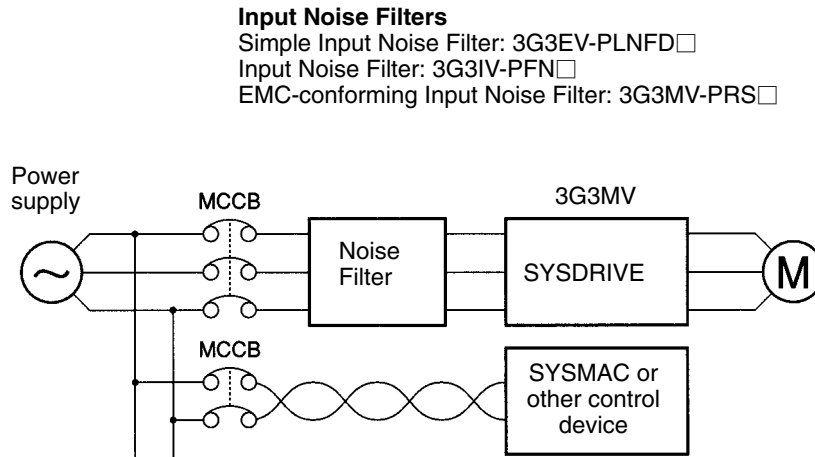 Input Noise Filters
Simple Input Noise Filter: 3G3EV-PLNFD□
Input Noise Filter: 3G3IV-PFN□
EMC-conforming Input Noise Filter: 3G3MV-PRS□
Power
supply
MCCB
3G3MV
Noise
Filter
SYSDRIVE
M
MCCB
SYSMAC or
other control
device